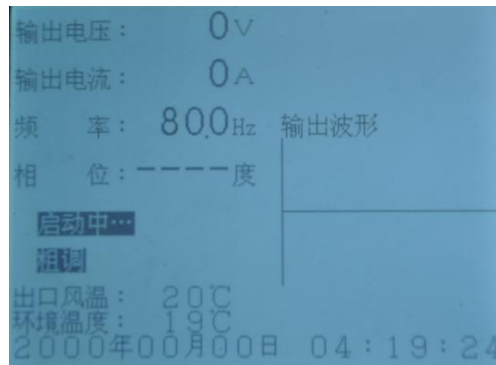 输出电压: 0V
输出电流: 0A
频 率: 80.0Hz 输出波形
相 位:----度
启动中…
粗调
出口风温: 20℃
环境温度: 19℃
2000年00月00日 04:19:24